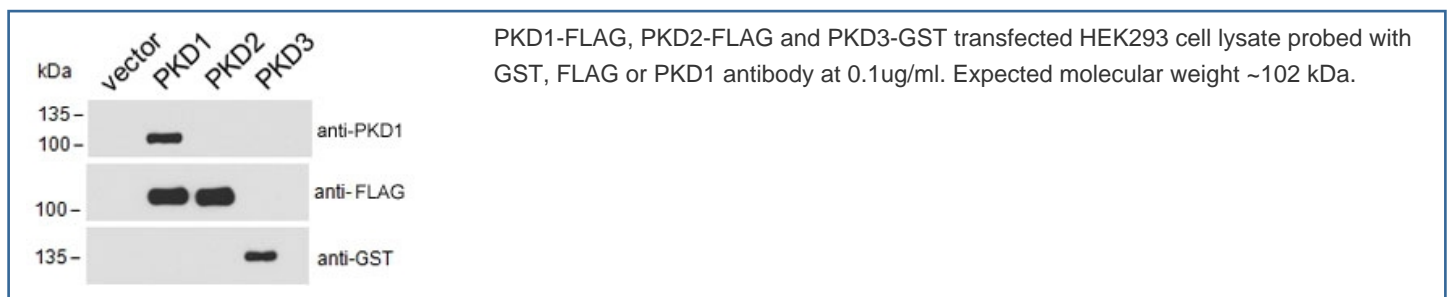 kDa vector PKD1 PKD2 PKD3
135 –
100 – anti-PKD1
100 – anti- FLAG
135 – anti-GST
PKD1-FLAG, PKD2-FLAG and PKD3-GST transfected HEK293 cell lysate probed with
GST, FLAG or PKD1 antibody at 0.1ug/ml. Expected molecular weight ~102 kDa.